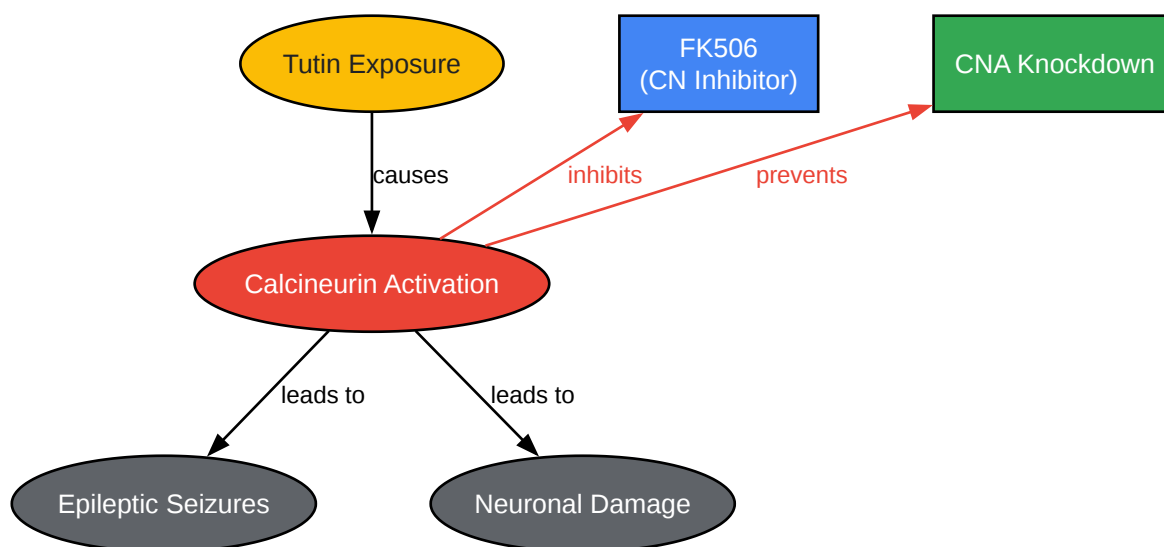 Tutin Exposure
FK506
(CN Inhibitor)
CNA Knockdown
causes
inhibits
prevents
Calcineurin Activation
leads to
leads to
Epileptic Seizures
Neuronal Damage